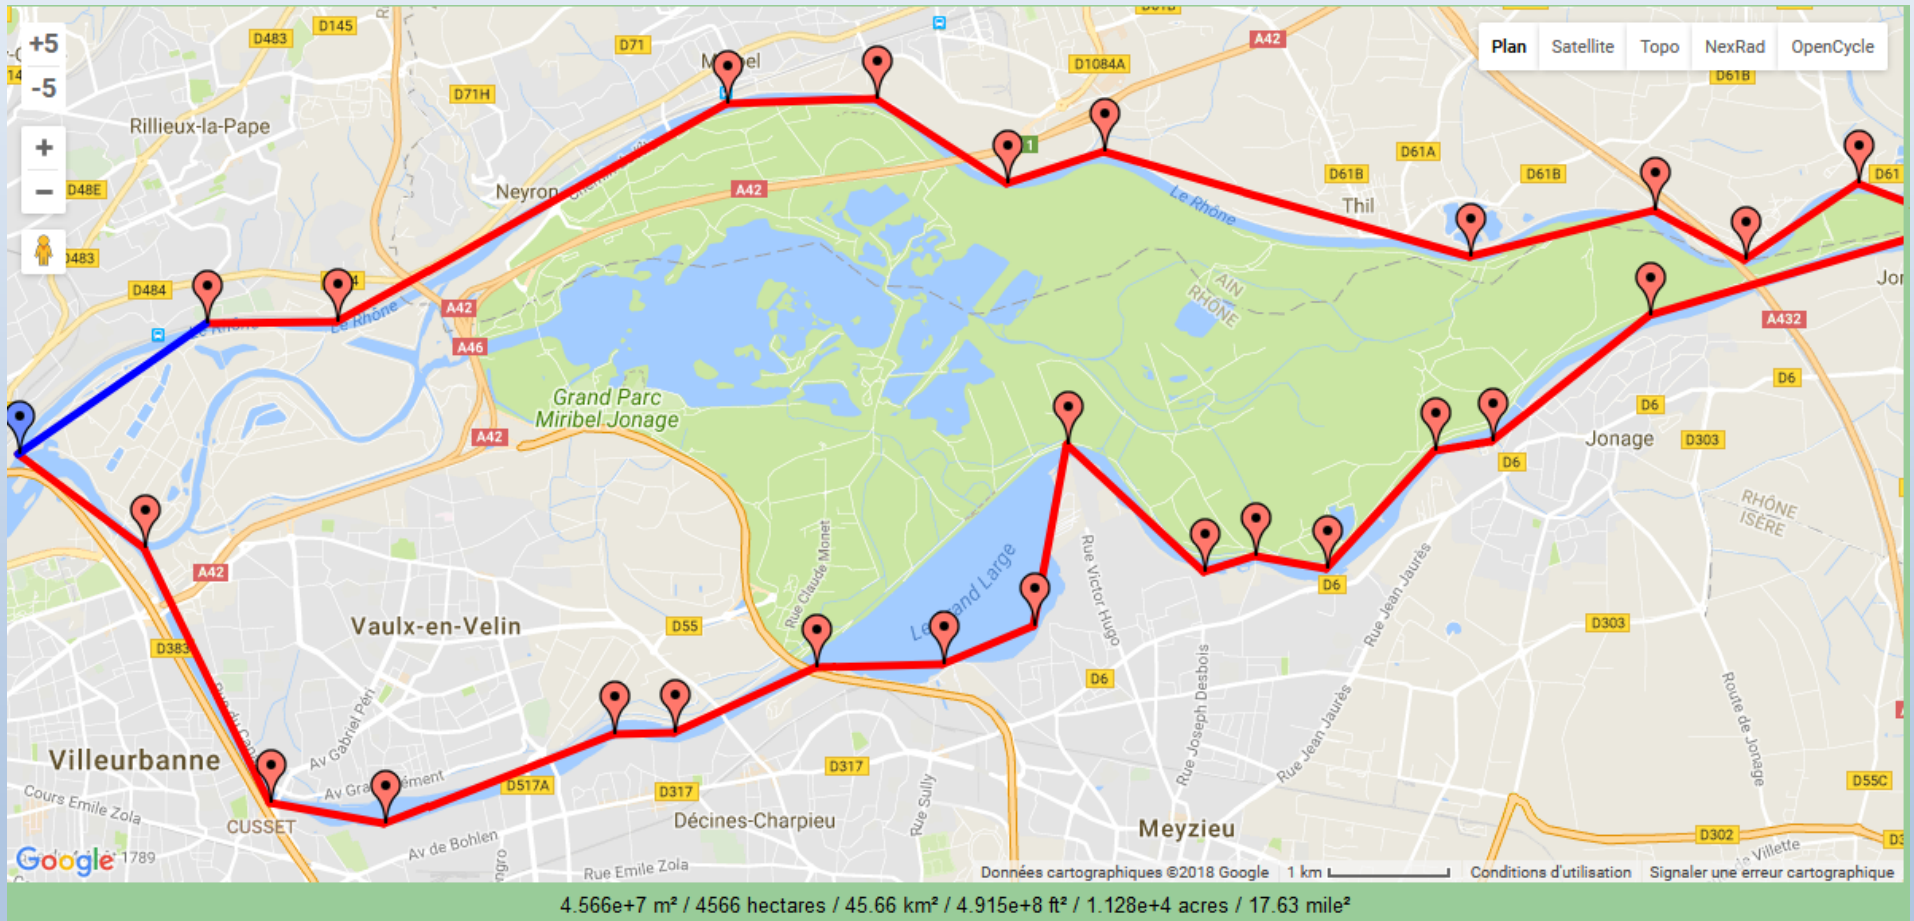 +5
-5
+
−
Plan
Satellite
Topo
NexRad
OpenCycle
D483
D145
D71
D71H
D1084A
A42
D61B
D61A
D61B
D61B
D61
Rillieux-la-Pape
D48E
Neyron
A42
1
Le Rhône
Thil
D484
Le Rhône
A42
A46
AIN
RHÔNE
A432
D6
Grand Parc
Miribel Jonage
A42
D6
Jonage
D303
D6
RHÔNE
ISÈRE
A42
Rue Claude Monet
Rue Victor Hugo
D6
Rue Jean Jaurès
Vaulx-en-Velin
D55
D303
D383
D6
Av Gabriel Péri
Rue Joseph Desbois
Rue Jean Jaurès
Route de Jonage
Villeurbanne
D517A
D317
D317
D55C
Cours Emile Zola
CUSSET
Décines-Charpieu
Rue Sully
Meyzieu
D302
Av de Bohlen
Rue Emile Zola
Google
1789
Données cartographiques ©2018 Google
1 km
Conditions d'utilisation
Signaler une erreur cartographique
4.566e+7 m² / 4566 hectares / 45.66 km² / 4.915e+8 ft² / 1.128e+4 acres / 17.63 mile²